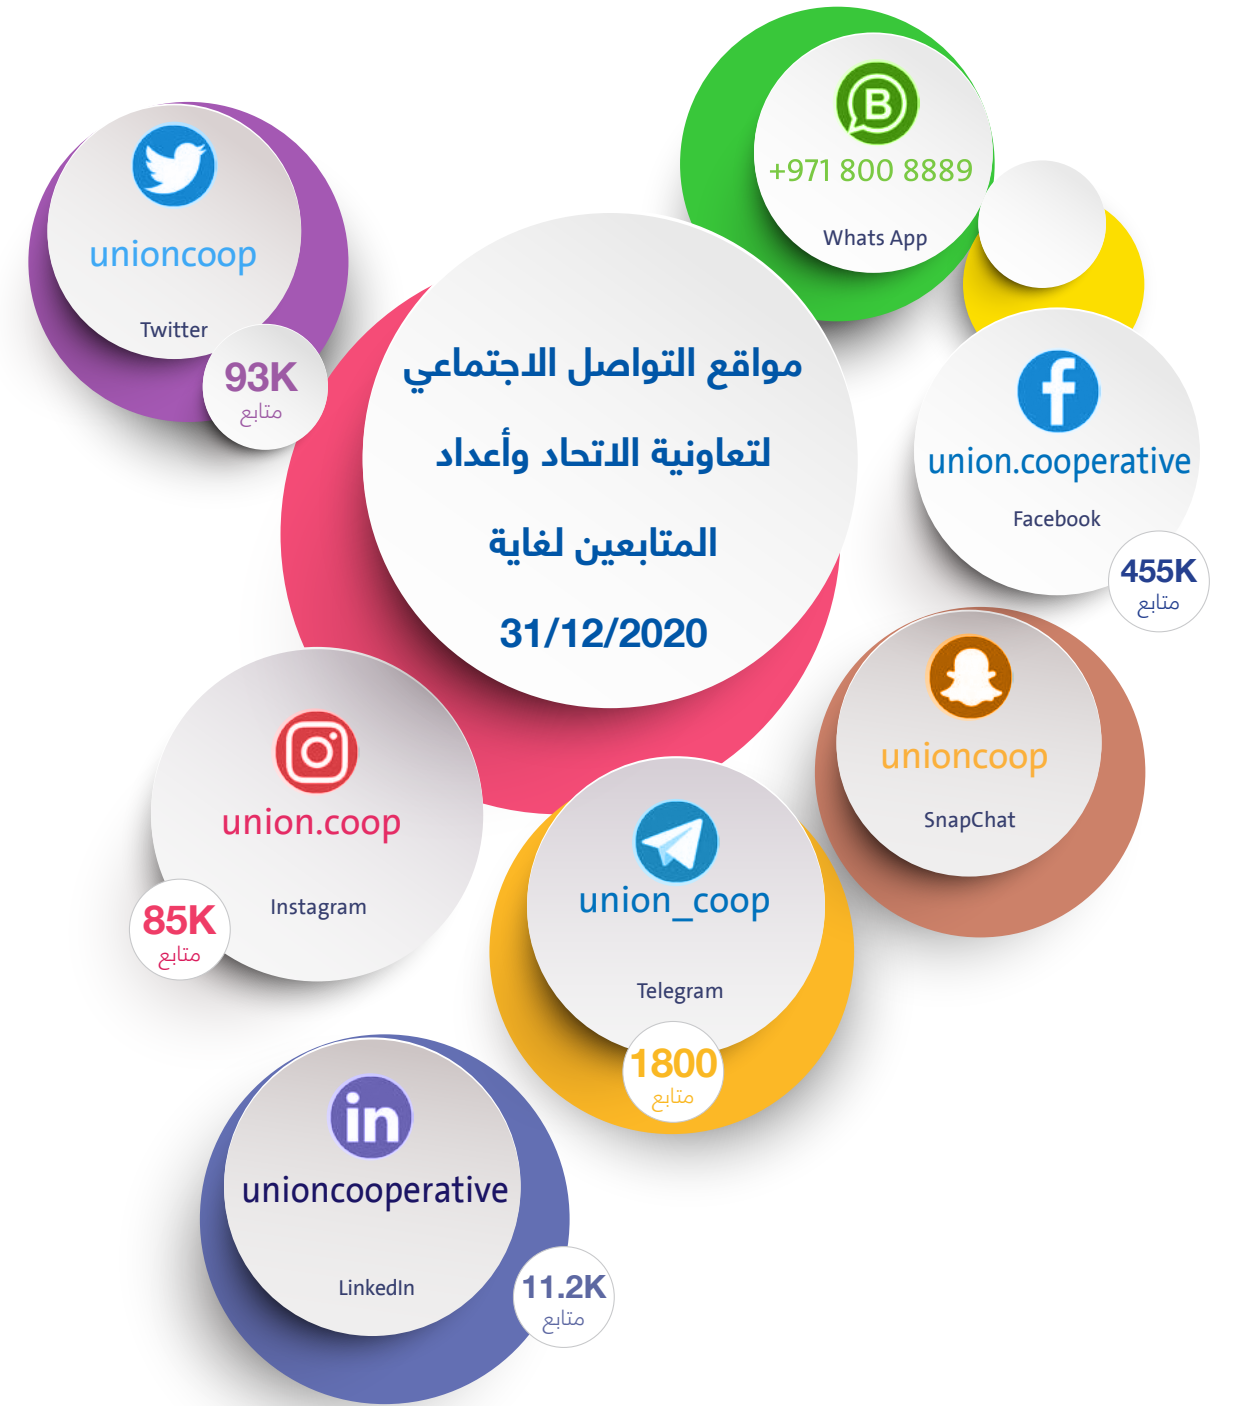 مواقع التواصل الاجتماعي
لتعاونية الاتحاد وأعداد
المتابعين لغاية
31/12/2020
B
+971 800 8889
Whats App
unioncoop
Twitter
93K
متابع
f
union.cooperative
Facebook
455K
متابع
unioncoop
SnapChat
union.coop
Instagram
85K
متابع
union_coop
Telegram
1800
متابع
in
unioncooperative
LinkedIn
11.2K
متابع